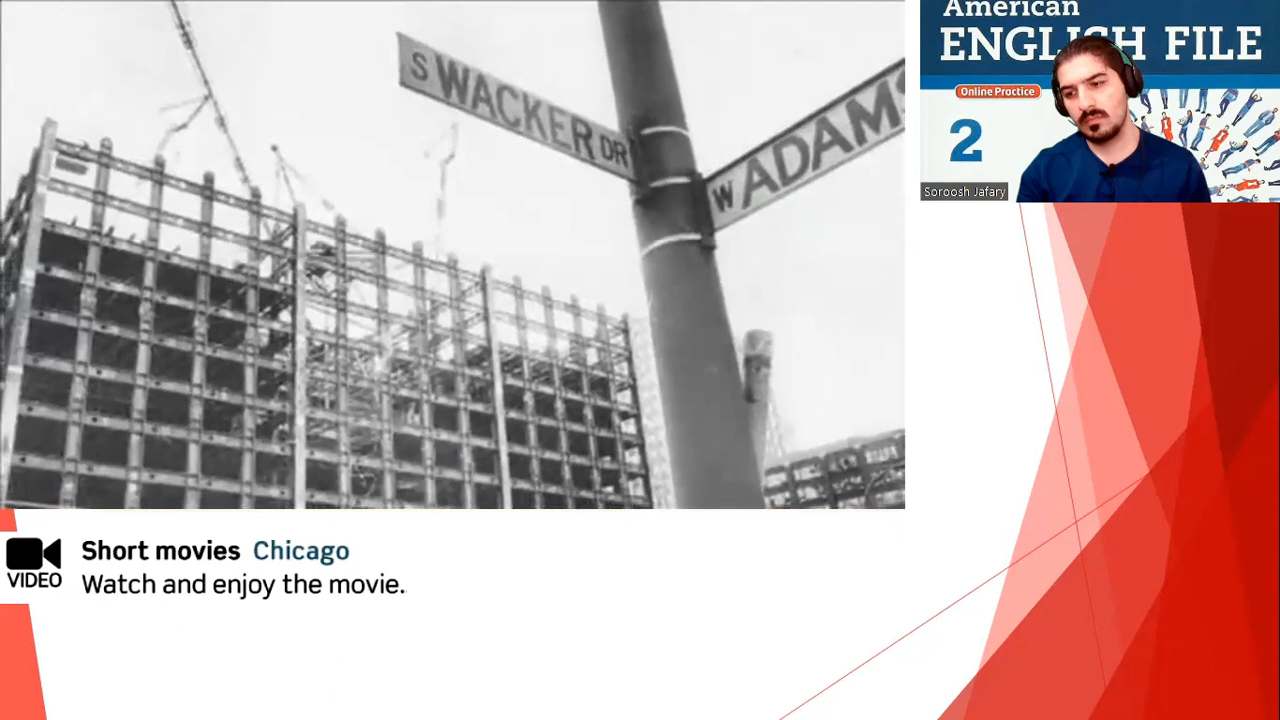 S WACKER DR
W ADAMS
American
ENGLISH FILE
Online Practice
2
Soroosh Jafary
VIDEO
Short movies Chicago
Watch and enjoy the movie.